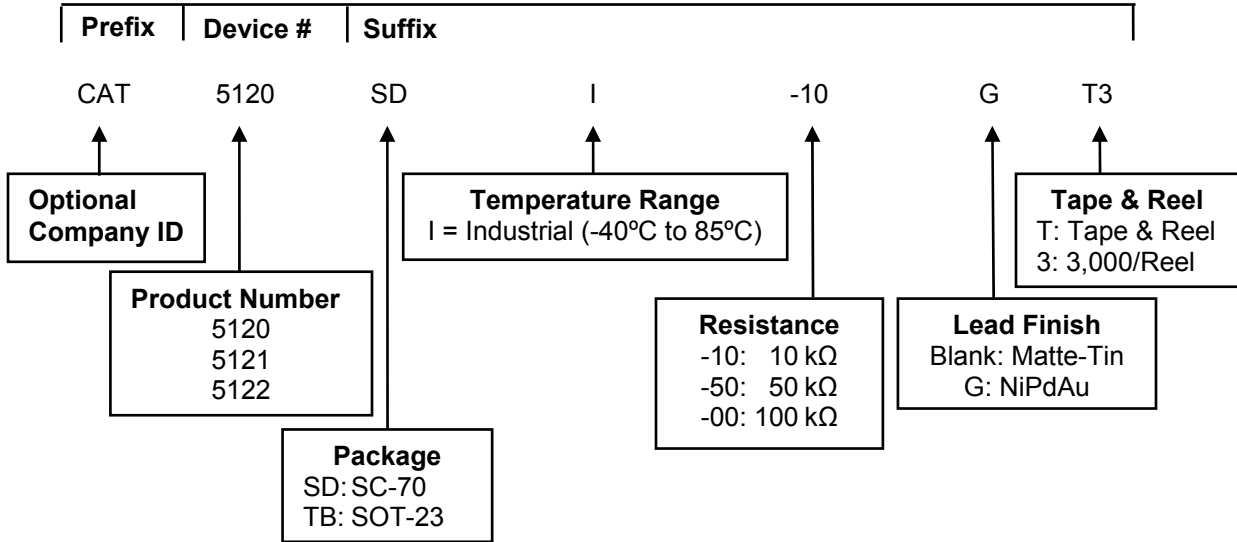 Prefix Device # Suffix
CAT 5120 SD I -10 G T3
Optional
Company ID
Product Number
5120
5121
5122
Package
SD: SC-70
TB: SOT-23
Temperature Range
I = Industrial (-40ºC to 85ºC)
Resistance
-10: 10 kΩ
-50: 50 kΩ
-00: 100 kΩ
Lead Finish
Blank: Matte-Tin
G: NiPdAu
Tape & Reel
T: Tape & Reel
3: 3,000/Reel